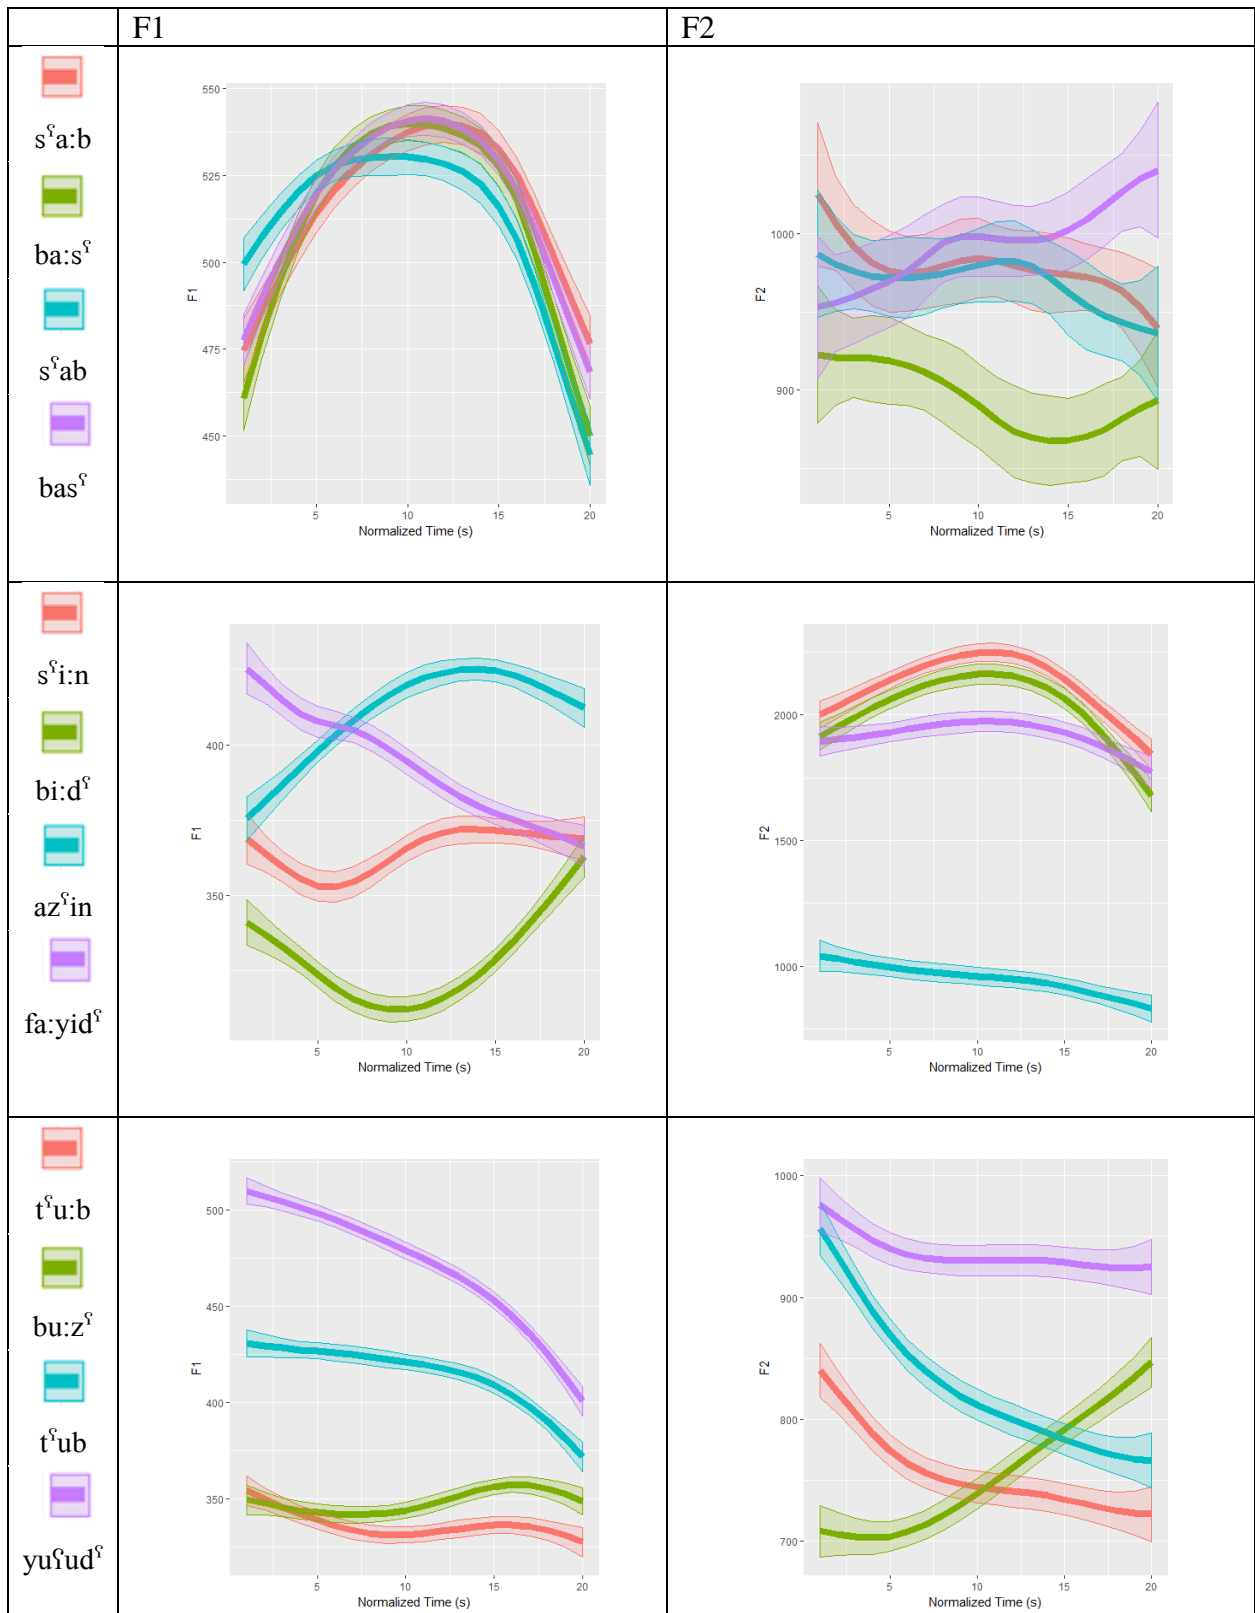 F1 F2
sˤa:b
ba:sˤ
sˤab
basˤ
550
525
500
475
450
F1
5 10 15 20
Normalized Time (s)
1000
900
F2
5 10 15 20
Normalized Time (s)
sˤi:n
bi:dˤ
azˤin
fa:yidˤ
400
350
F1
5 10 15 20
Normalized Time (s)
2000
1500
1000
F2
5 10 15 20
Normalized Time (s)
tˤu:b
bu:zˤ
tˤub
yuʕudˤ
500
450
400
350
F1
5 10 15 20
Normalized Time (s)
1000
900
800
700
F2
5 10 15 20
Normalized Time (s)